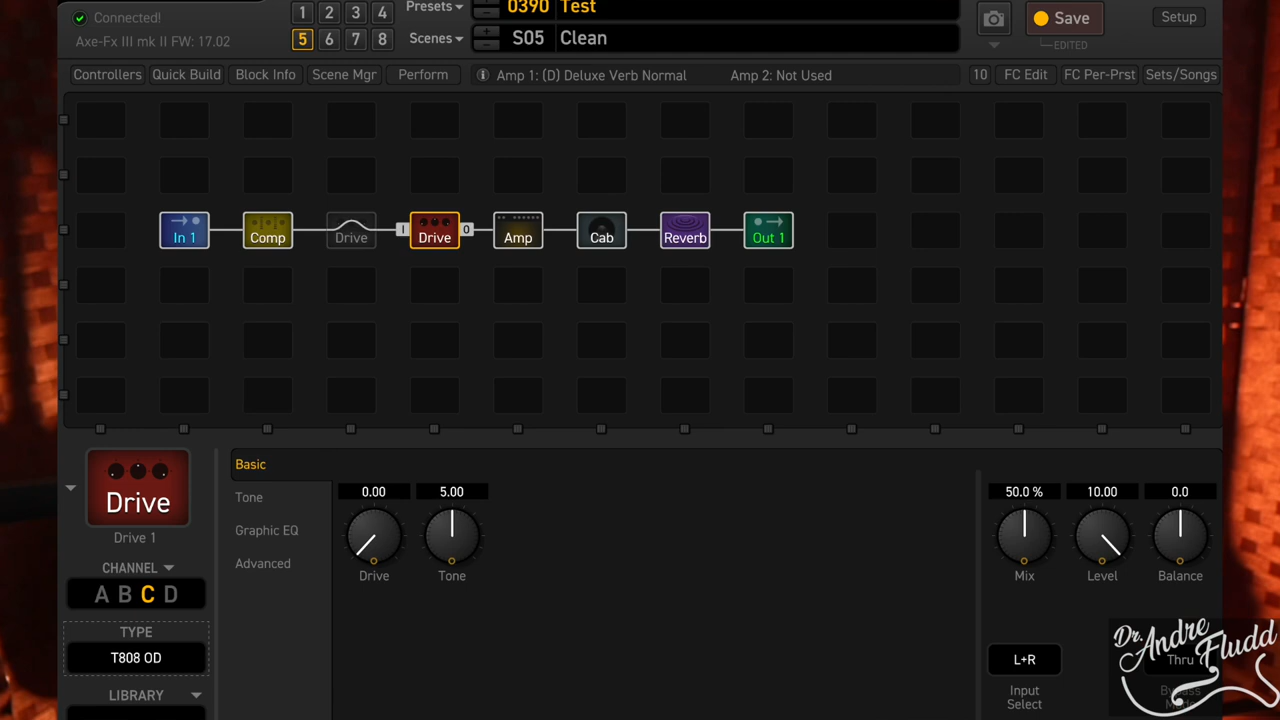 Connected!
Axe-Fx III mk II FW: 17.02
1 2 3 4
5 6 7 8
Presets
Scenes
0390 Test
S05 Clean
Save
EDITED
Setup
Controllers Quick Build Block Info Scene Mgr Perform
Amp 1: (D) Deluxe Verb Normal Amp 2: Not Used
10 FC Edit FC Per-Prst Sets/Songs
In 1 Comp Drive I Drive O Amp Cab Reverb Out 1
Drive
Drive 1
CHANNEL
A B C D
TYPE
T808 OD
LIBRARY
Basic
Tone
Graphic EQ
Advanced
0.00 5.00
Drive Tone
50.0 % 10.00 0.0
Mix Level Balance
L+R
Input
Select
Thru
Bypass
Mode
Dr. Andre
Fludd